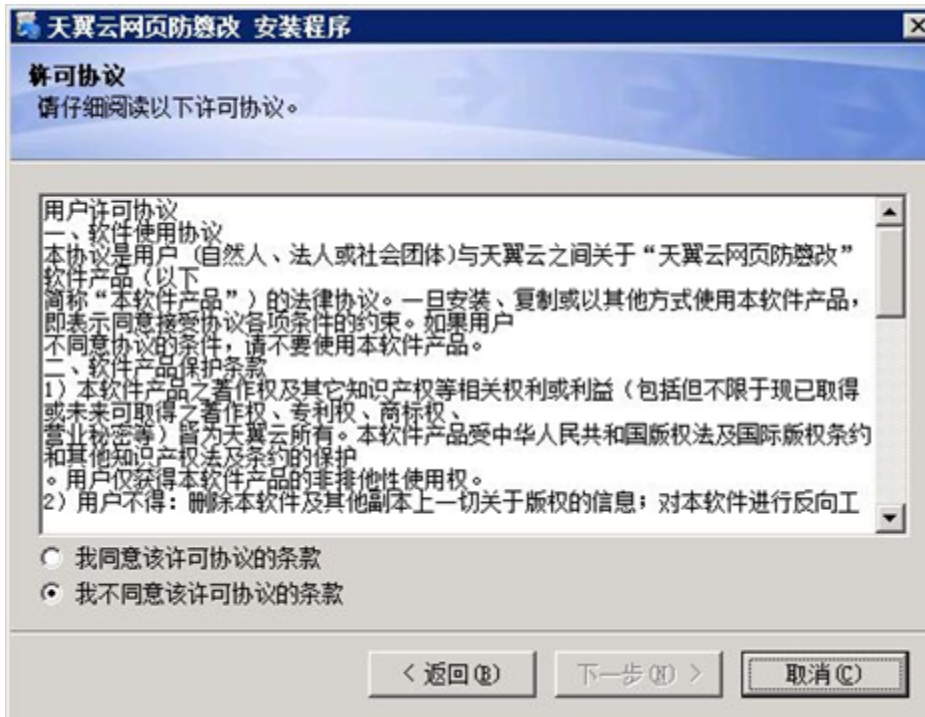 天翼云网页防篡改 安装程序
许可协议
请仔细阅读以下许可协议。
用户许可协议
一、软件使用协议
本协议是用户（自然人、法人或社会团体)与天翼云之间关于“天翼云网页防篡改”
软件产品（以下
简称“本软件产品”）的法律协议。一旦安装、复制或以其他方式使用本软件产品，
即表示同意接受协议各项条件的约束。如果用户
不同意协议的条件，请不要使用本软件产品。
二、软件产品保护条款
1）本软件产品之著作权及其它知识产权等相关权利或利益（包括但不限于现已取得
或未来可取得之著作权、专利权、商标权、
营业秘密等）皆为天翼云所有。本软件产品受中华人民共和国版权法及国际版权条约
和其他知识产权法及条约的保护
。用户仅获得本软件产品的非排他性使用权。
2）用户不得：删除本软件及其他副本上一切关于版权的信息；对本软件进行反向工
我同意该许可协议的条款
我不同意该许可协议的条款
< 返回(B)
下一步(N) >
取消(C)